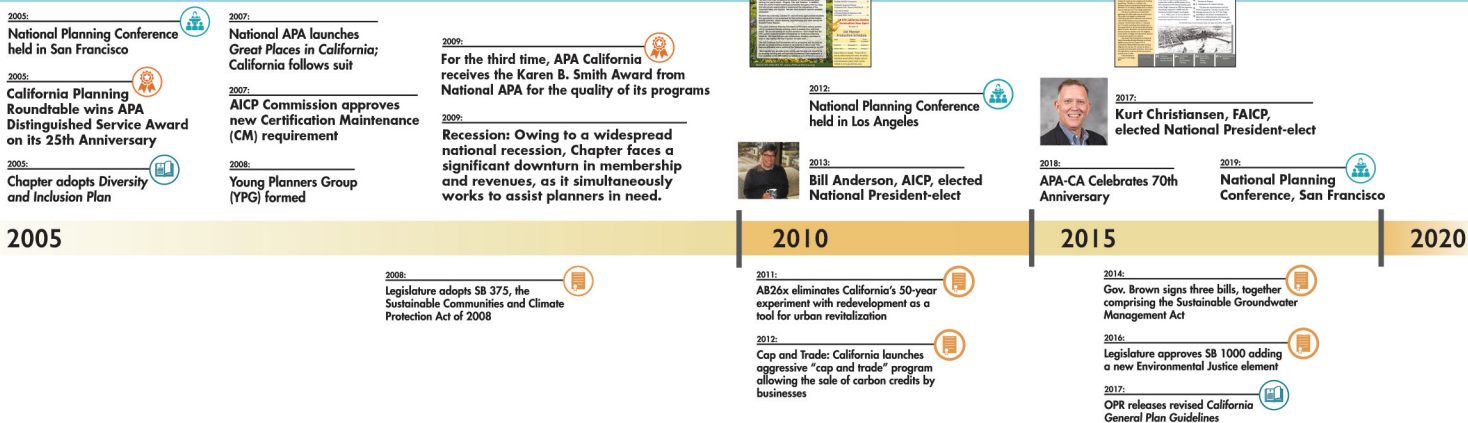 2005:
National Planning Conference
held in San Francisco
2005:
California Planning
Roundtable wins APA
Distinguished Service Award
on its 25th Anniversary
2005:
Chapter adopts Diversity
and Inclusion Plan
2007:
National APA launches
Great Places in California;
California follows suit
2007:
AICP Commission approves
new Certification Maintenance
(CM) requirement
2008:
Young Planners Group
(YPG) formed
2009:
For the third time, APA California
receives the Karen B. Smith Award from
National APA for the quality of its programs
2009:
Recession: Owing to a widespread
national recession, Chapter faces a
significant downturn in membership
and revenues, as it simultaneously
works to assist planners in need.
2012:
National Planning Conference
held in Los Angeles
2013:
Bill Anderson, AICP, elected
National President-elect
2017:
Kurt Christiansen, FAICP,
elected National President-elect
2018:
APA-CA Celebrates 70th
Anniversary
2019:
National Planning
Conference, San Francisco
2005
2010
2015
2020
2008:
Legislature adopts SB 375, the
Sustainable Communities and Climate
Protection Act of 2008
2011:
AB26x eliminates California's 50-year
experiment with redevelopment as a
tool for urban revitalization
2012:
Cap and Trade: California launches
aggressive "cap and trade" program
allowing the sale of carbon credits by
businesses
2014:
Gov. Brown signs three bills, together
comprising the Sustainable Groundwater
Management Act
2016:
Legislature approves SB 1000 adding
a new Environmental Justice element
2017:
OPR releases revised California
General Plan Guidelines